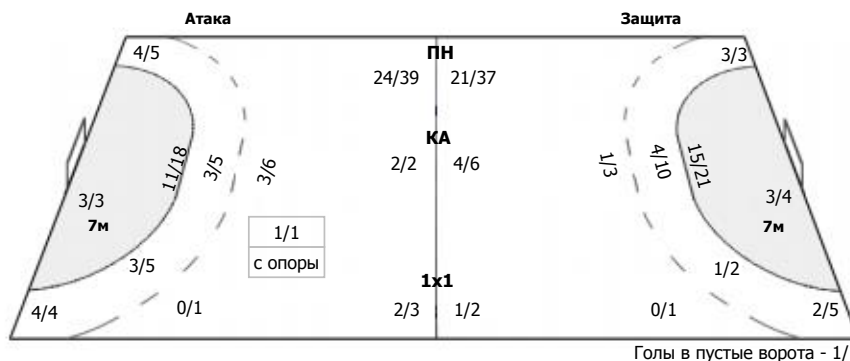 Атака Защита
4/5 ПН 3/3
24/39 21/37
КА
11/18 3/5 3/6 2/2 4/6 1/3 4/10 15/21
3/3 3/4
7м 7м
1/1
с опоры
3/5 1/2
1x1
4/4 0/1 2/3 1/2 0/1 2/5
Голы в пустые ворота - 1/